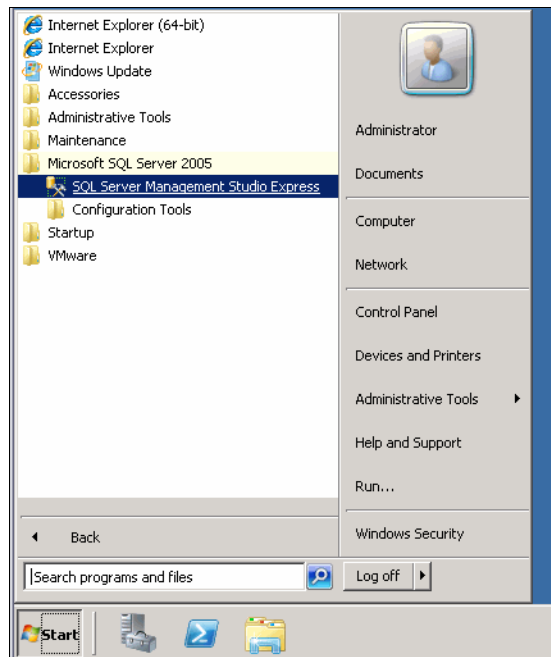 Internet Explorer (64-bit)
Internet Explorer
Windows Update
Accessories
Administrative Tools
Maintenance
Microsoft SQL Server 2005
SQL Server Management Studio Express
Configuration Tools
Startup
VMware
Back
Search programs and files
Administrator
Documents
Computer
Network
Control Panel
Devices and Printers
Administrative Tools
Help and Support
Run...
Windows Security
Log off
Start